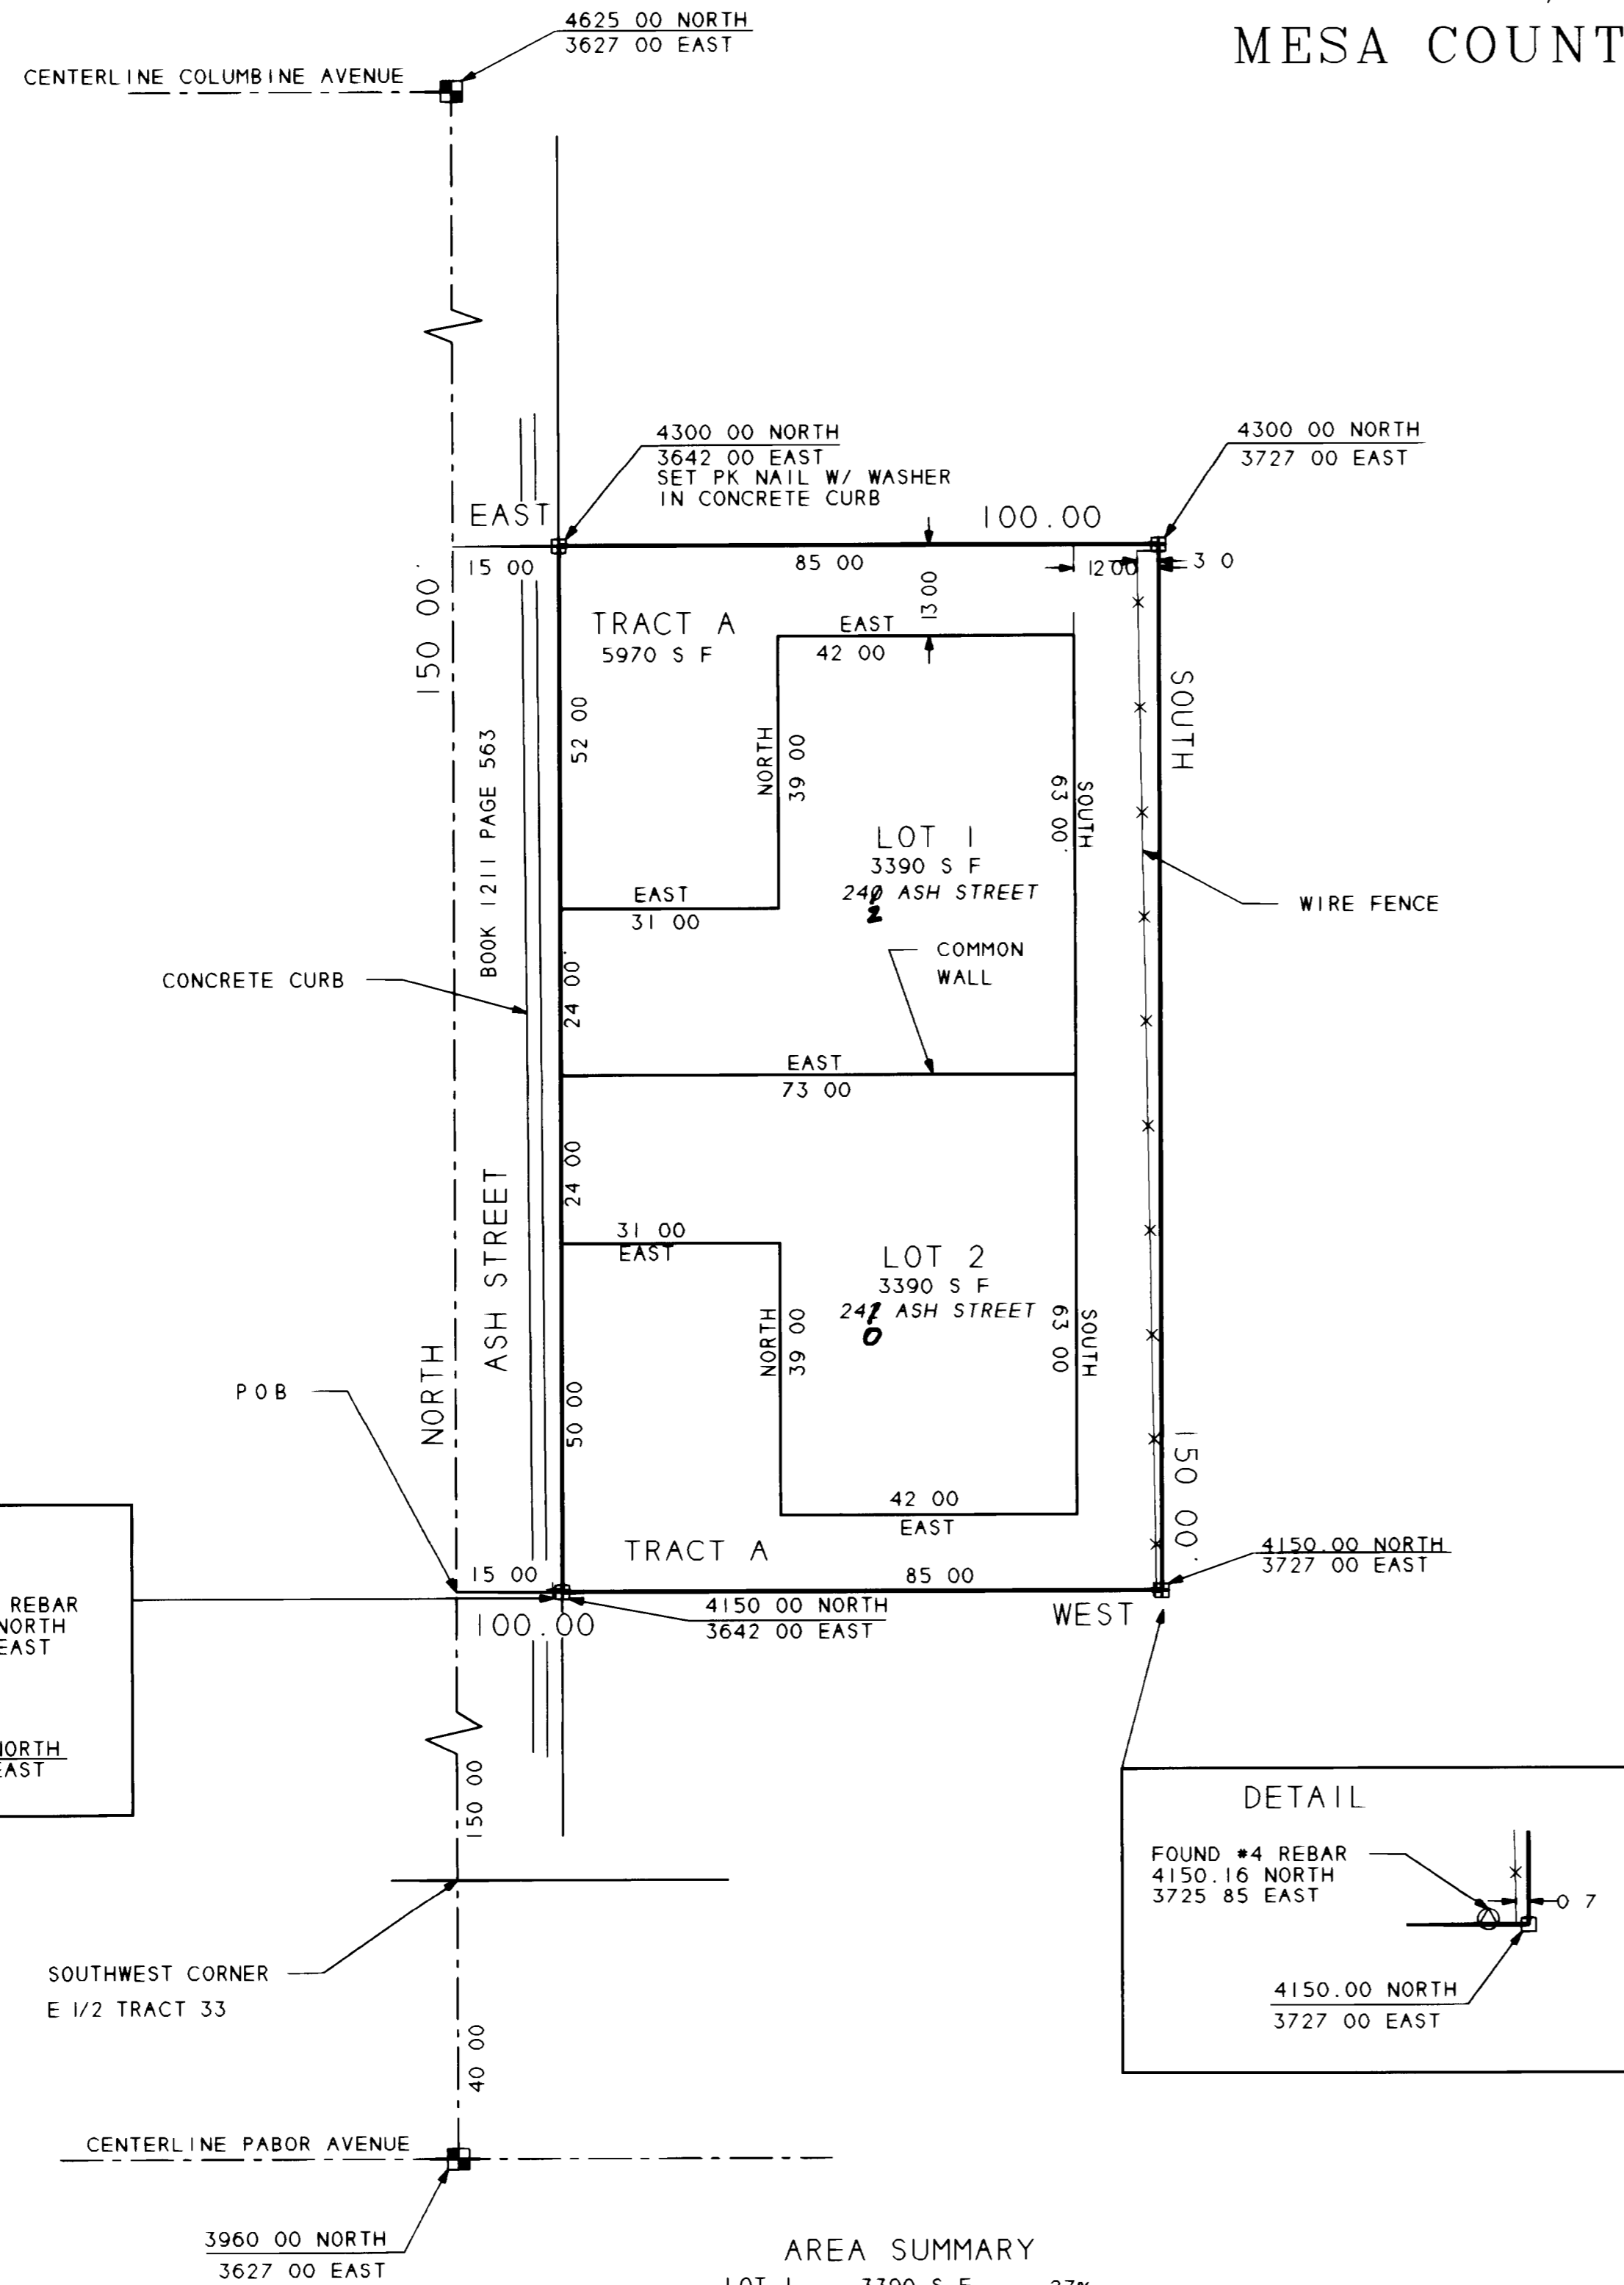 MESA COUNT
4625 00 NORTH
3627 00 EAST
CENTERLINE COLUMBINE AVENUE
4300 00 NORTH
3642 00 EAST
SET PK NAIL W/ WASHER
IN CONCRETE CURB
4300 00 NORTH
3727 00 EAST
EAST
100.00
15 00
85 00
12 00
3 0
13 00
150 00'
TRACT A
5970 S F
EAST
42 00
52 00
NORTH
39 00
63 00'
SOUTH
SOUTH
BOOK 1211 PAGE 563
LOT 1
3390 S F
24 ASH STREET
2
EAST
31 00
WIRE FENCE
COMMON
WALL
CONCRETE CURB
24 00'
EAST
73 00
24 00
ASH STREET
31 00
EAST
LOT 2
3390 S F
24 ASH STREET
0
NORTH
39 00
63 00
SOUTH
NORTH
P O B
50 00
150 00'
42 00
EAST
TRACT A
15 00
85 00
4150.00 NORTH
3727 00 EAST
REBAR
NORTH
EAST
100.00
4150 00 NORTH
3642 00 EAST
WEST
NORTH
EAST
150 00
DETAIL
FOUND #4 REBAR
4150.16 NORTH
3725 85 EAST
0 7
4150.00 NORTH
3727 00 EAST
SOUTHWEST CORNER
E 1/2 TRACT 33
40 00
CENTERLINE PABOR AVENUE
3960 00 NORTH
3627 00 EAST
AREA SUMMARY
LOT 1 3390 S F 27%